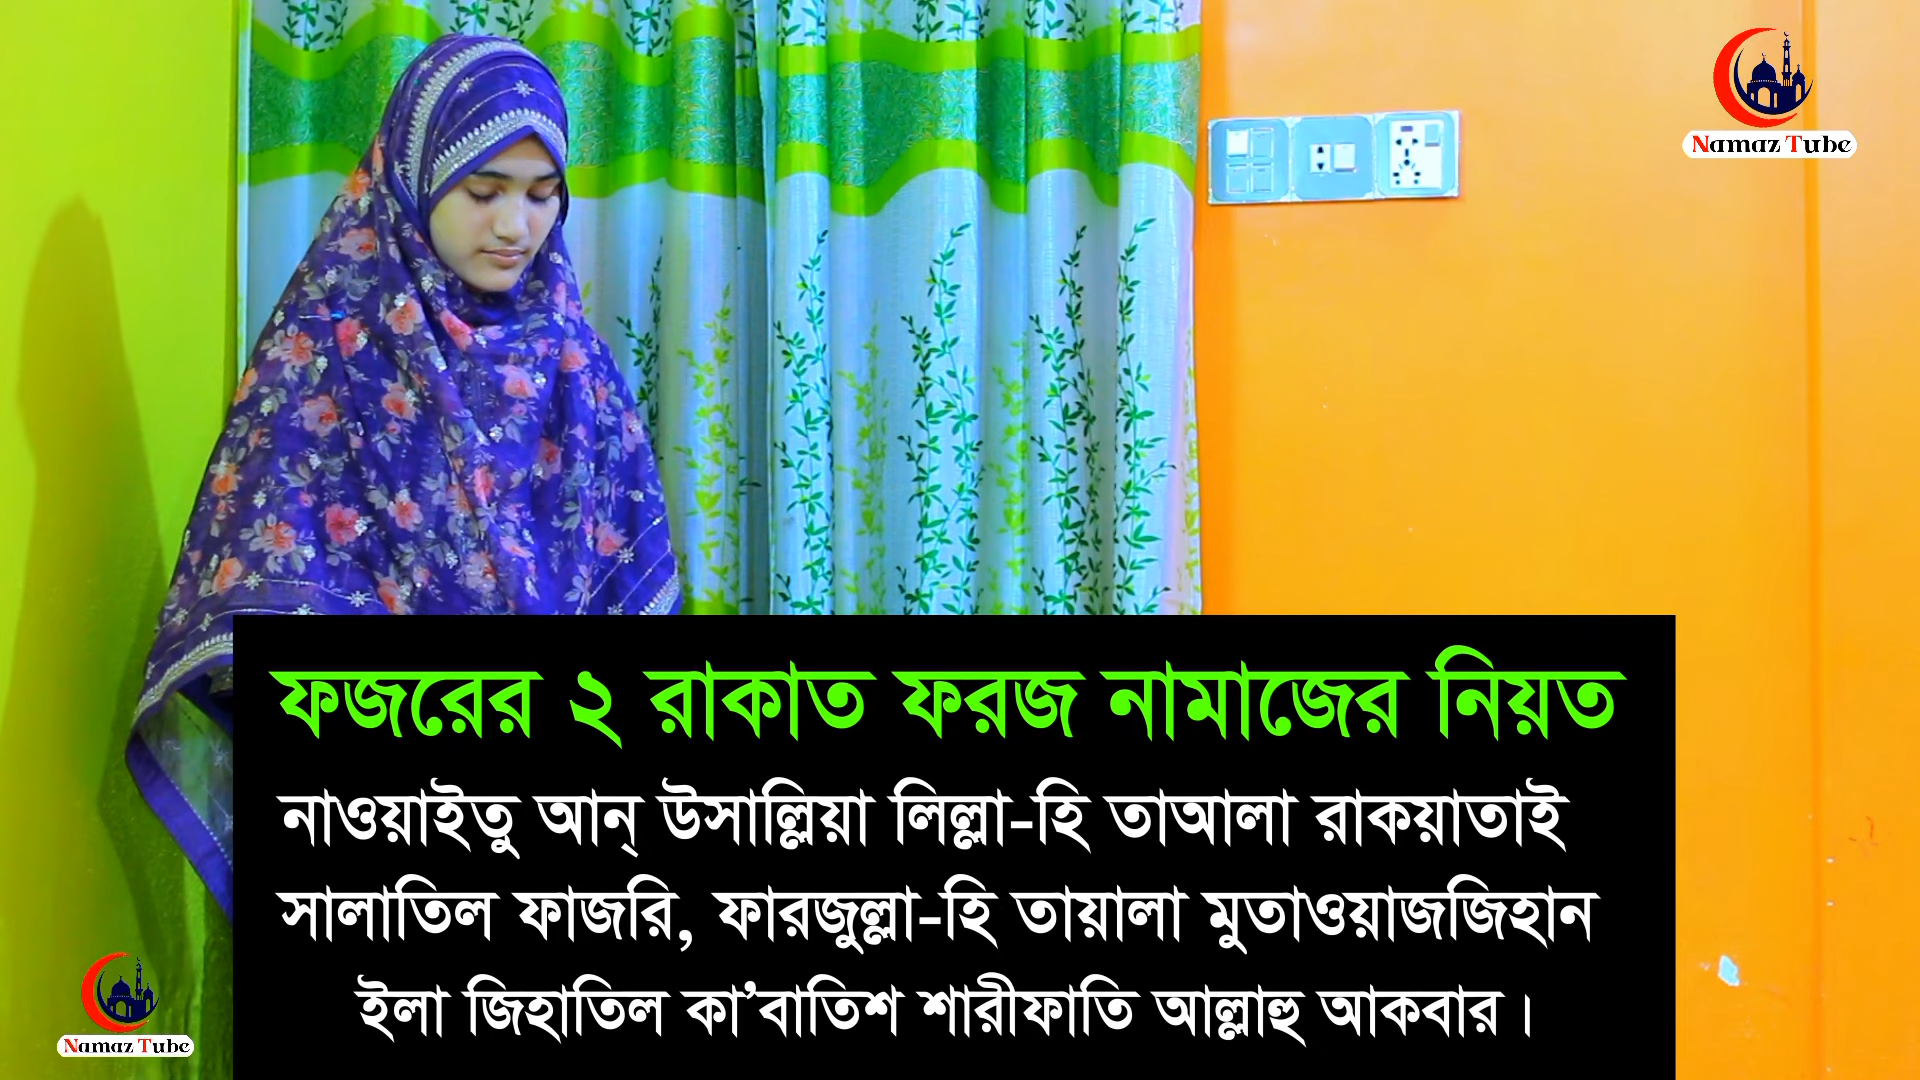 Namaz Tube
ফজরের ২ রাকাত ফরজ নামাজের নিয়ত
নাওয়াইতু আন্ উসাল্লিয়া লিল্লা-হি তাআলা রাকয়াতাই
সালাতিল ফাজরি, ফারজুল্লা-হি তায়ালা মুতাওয়াজজিহান
ইলা জিহাতিল কা’বাতিশ শারীফাতি আল্লাহু আকবার।
Namaz Tube